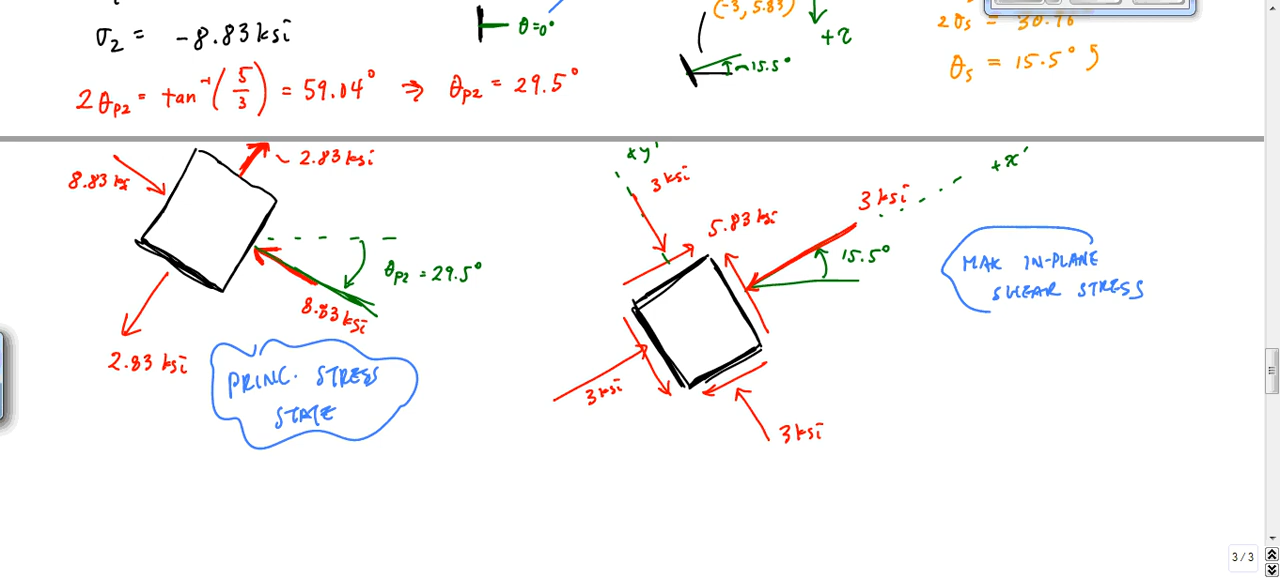 σ2 = -8.83 ksi
θ=0°
(-3, 5.83)
+τ
15.5°
θs = 15.5°
2θp2 = tan⁻¹(5/3) = 59.04° ⇒ θp2 = 29.5°
2.83 ksi
8.83 ksi
θp2 = 29.5°
8.83 ksi
2.83 ksi
PRINC. STRESS
STATE
+y'
3 ksi
5.83 ksi
3 ksi
+x'
15.5°
3 ksi
3 ksi
MAX IN-PLANE
SHEAR STRESS
3 / 3